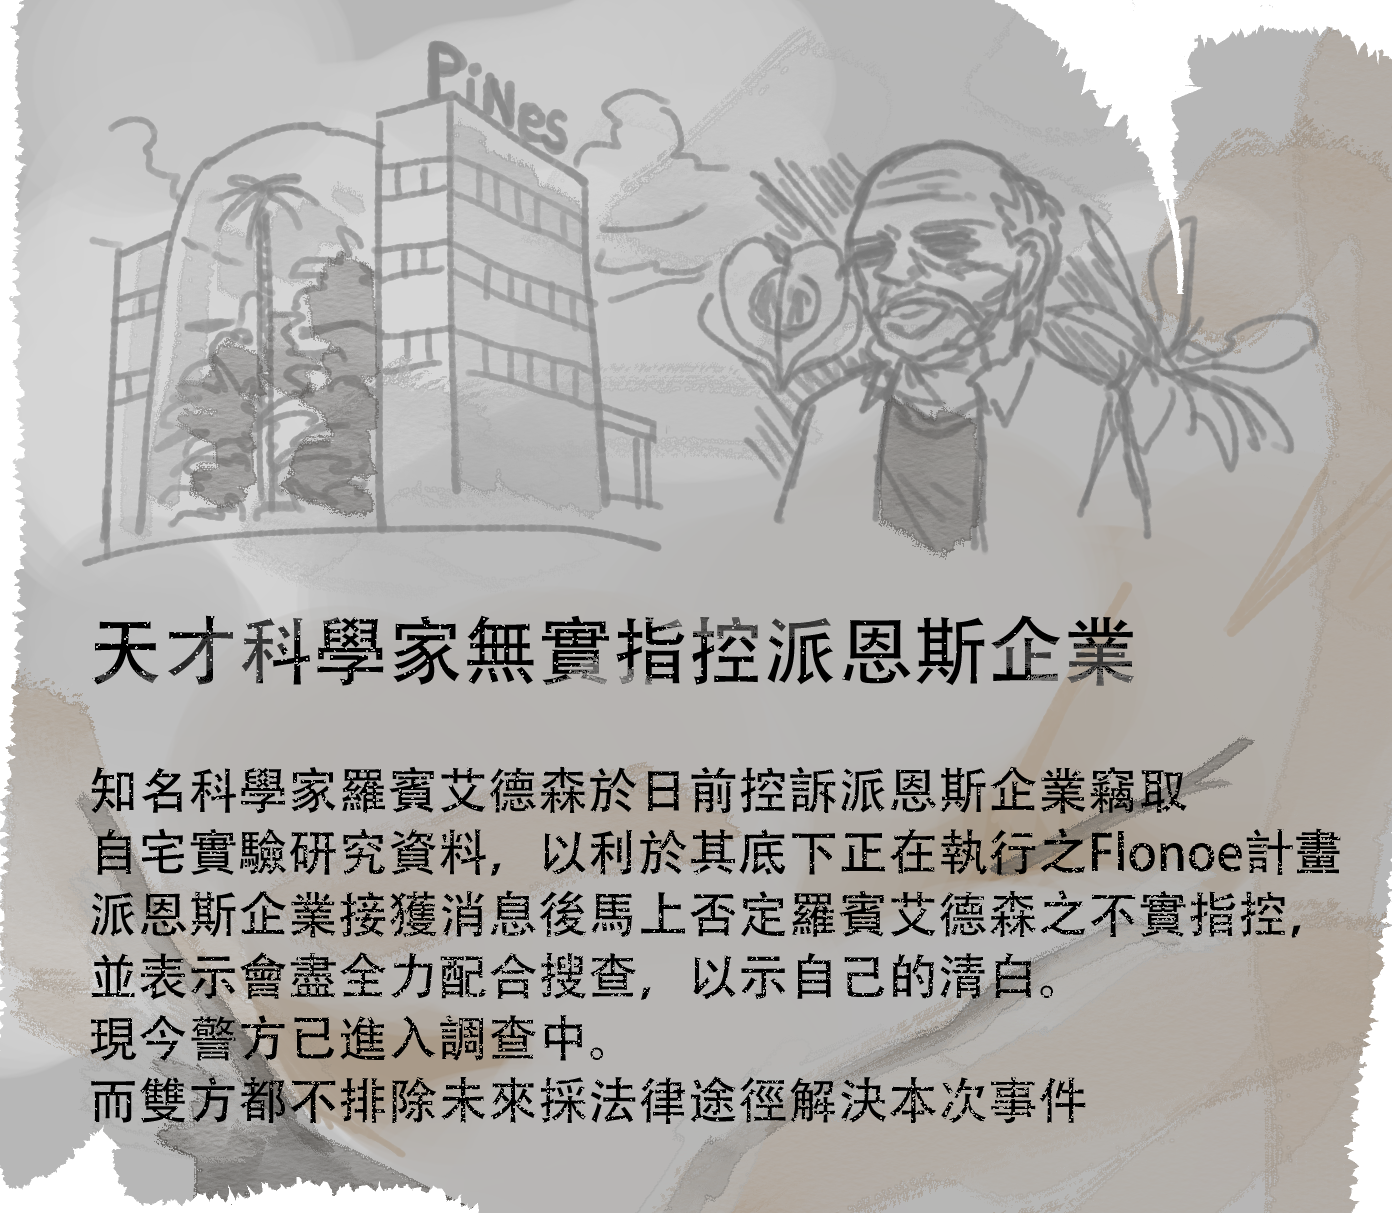 PiNes
天才科學家無實指控派恩斯企業
知名科學家羅賓艾德森於日前控訴派恩斯企業竊取
自宅實驗研究資料，以利於其底下正在執行之Flonoe計畫
派恩斯企業接獲消息後馬上否定羅賓艾德森之不實指控，
並表示會盡全力配合搜查，以示自己的清白。
現今警方已進入調查中。
而雙方都不排除未來採法律途徑解決本次事件